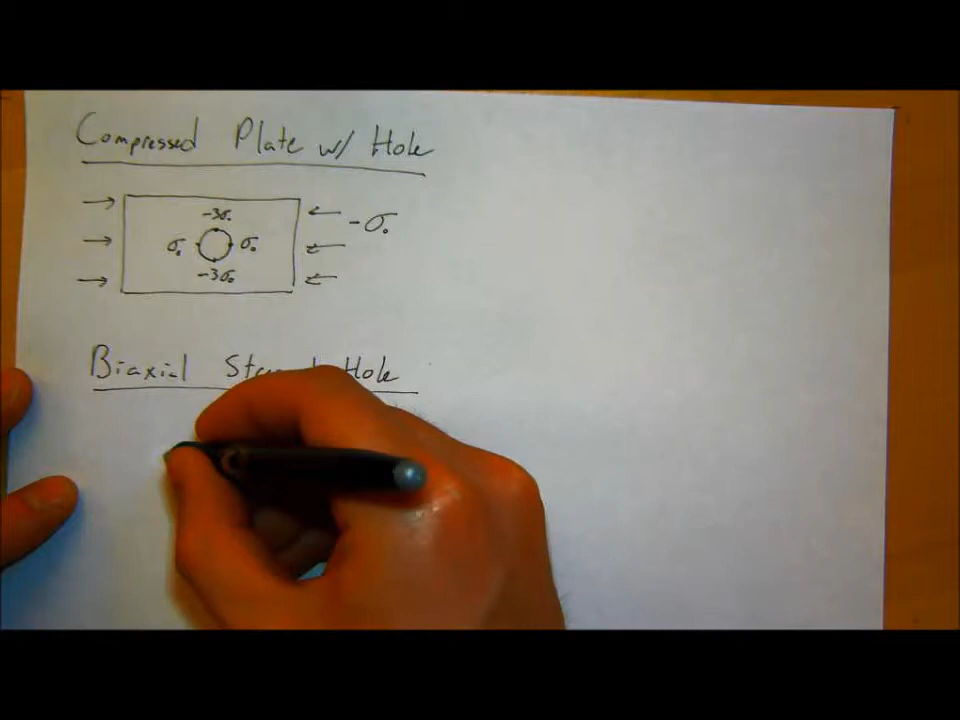 Compressed Plate w/ Hole
-3σ₀
-σ₀
σ₀ σ₀
-3σ₀
Biaxial Hole